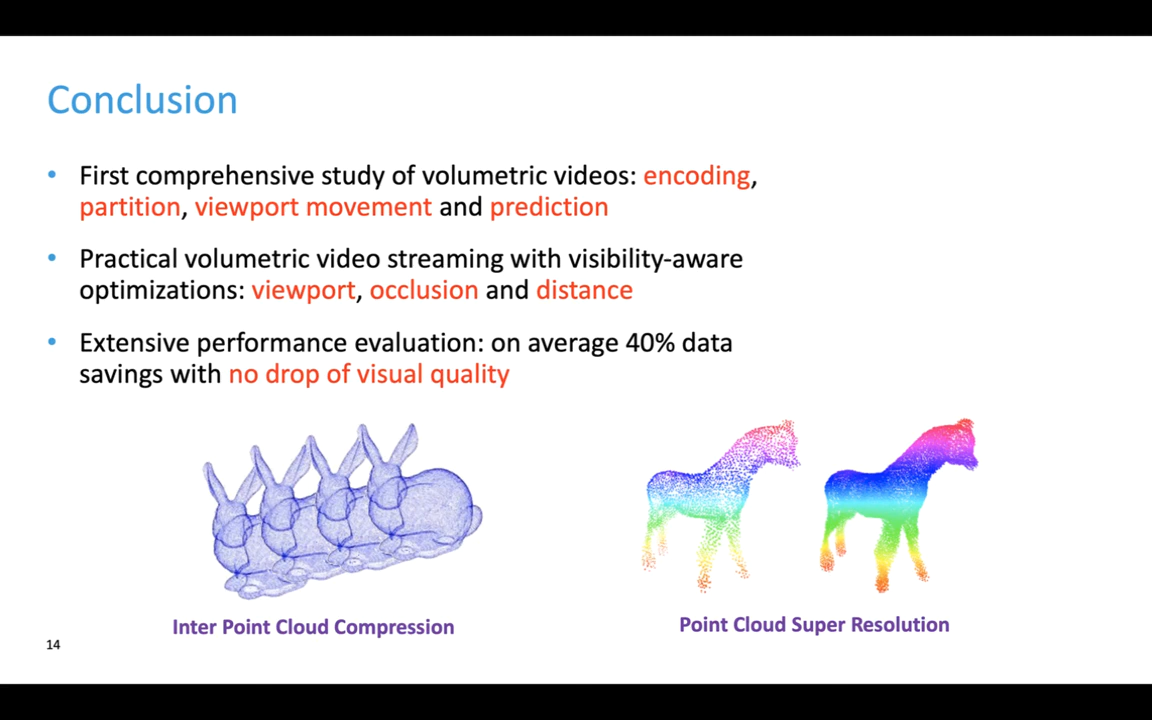 Conclusion
• First comprehensive study of volumetric videos: encoding,
partition, viewport movement and prediction
• Practical volumetric video streaming with visibility-aware
optimizations: viewport, occlusion and distance
• Extensive performance evaluation: on average 40% data
savings with no drop of visual quality
Inter Point Cloud Compression
Point Cloud Super Resolution
14